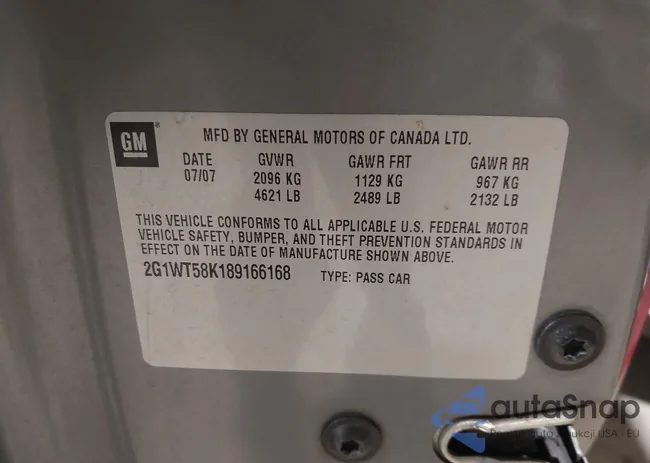 GM ®
MFD BY GENERAL MOTORS OF CANADA LTD.
DATE GVWR GAWR FRT GAWR RR
07/07 2096 KG 1129 KG 967 KG
4621 LB 2489 LB 2132 LB
THIS VEHICLE CONFORMS TO ALL APPLICABLE U.S. FEDERAL MOTOR
VEHICLE SAFETY, BUMPER, AND THEFT PREVENTION STANDARDS IN
EFFECT ON THE DATE OF MANUFACTURE SHOWN ABOVE.
2G1WT58K189166168 TYPE: PASS CAR
autoSnap
aukcji USA - EU